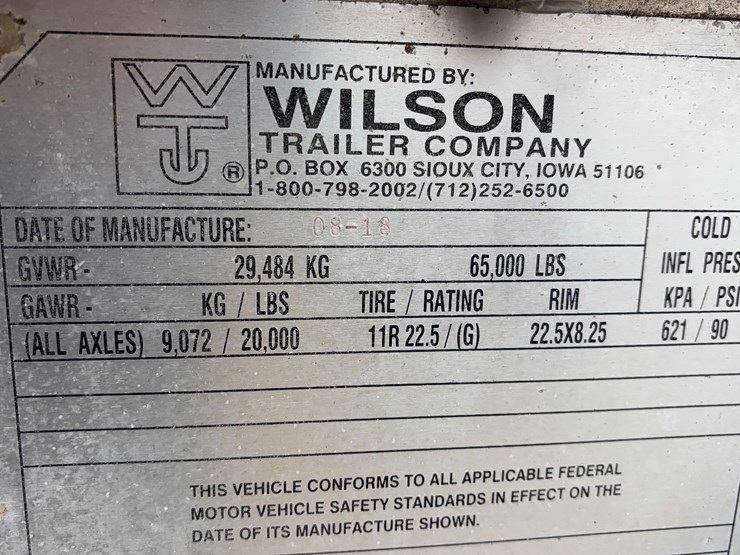 MANUFACTURED BY:
WILSON
TRAILER COMPANY
P.O. BOX 6300 SIOUX CITY, IOWA 51106
1-800-798-2002/(712)252-6500
WT
®
DATE OF MANUFACTURE: 08-18 COLD
GVWR - 29,484 KG 65,000 LBS INFL PRES
GAWR - KG / LBS TIRE / RATING RIM KPA / PSI
(ALL AXLES) 9,072 / 20,000 11R 22.5 / (G) 22.5X8.25 621 / 90
THIS VEHICLE CONFORMS TO ALL APPLICABLE FEDERAL
MOTOR VEHICLE SAFETY STANDARDS IN EFFECT ON THE
DATE OF ITS MANUFACTURE SHOWN.